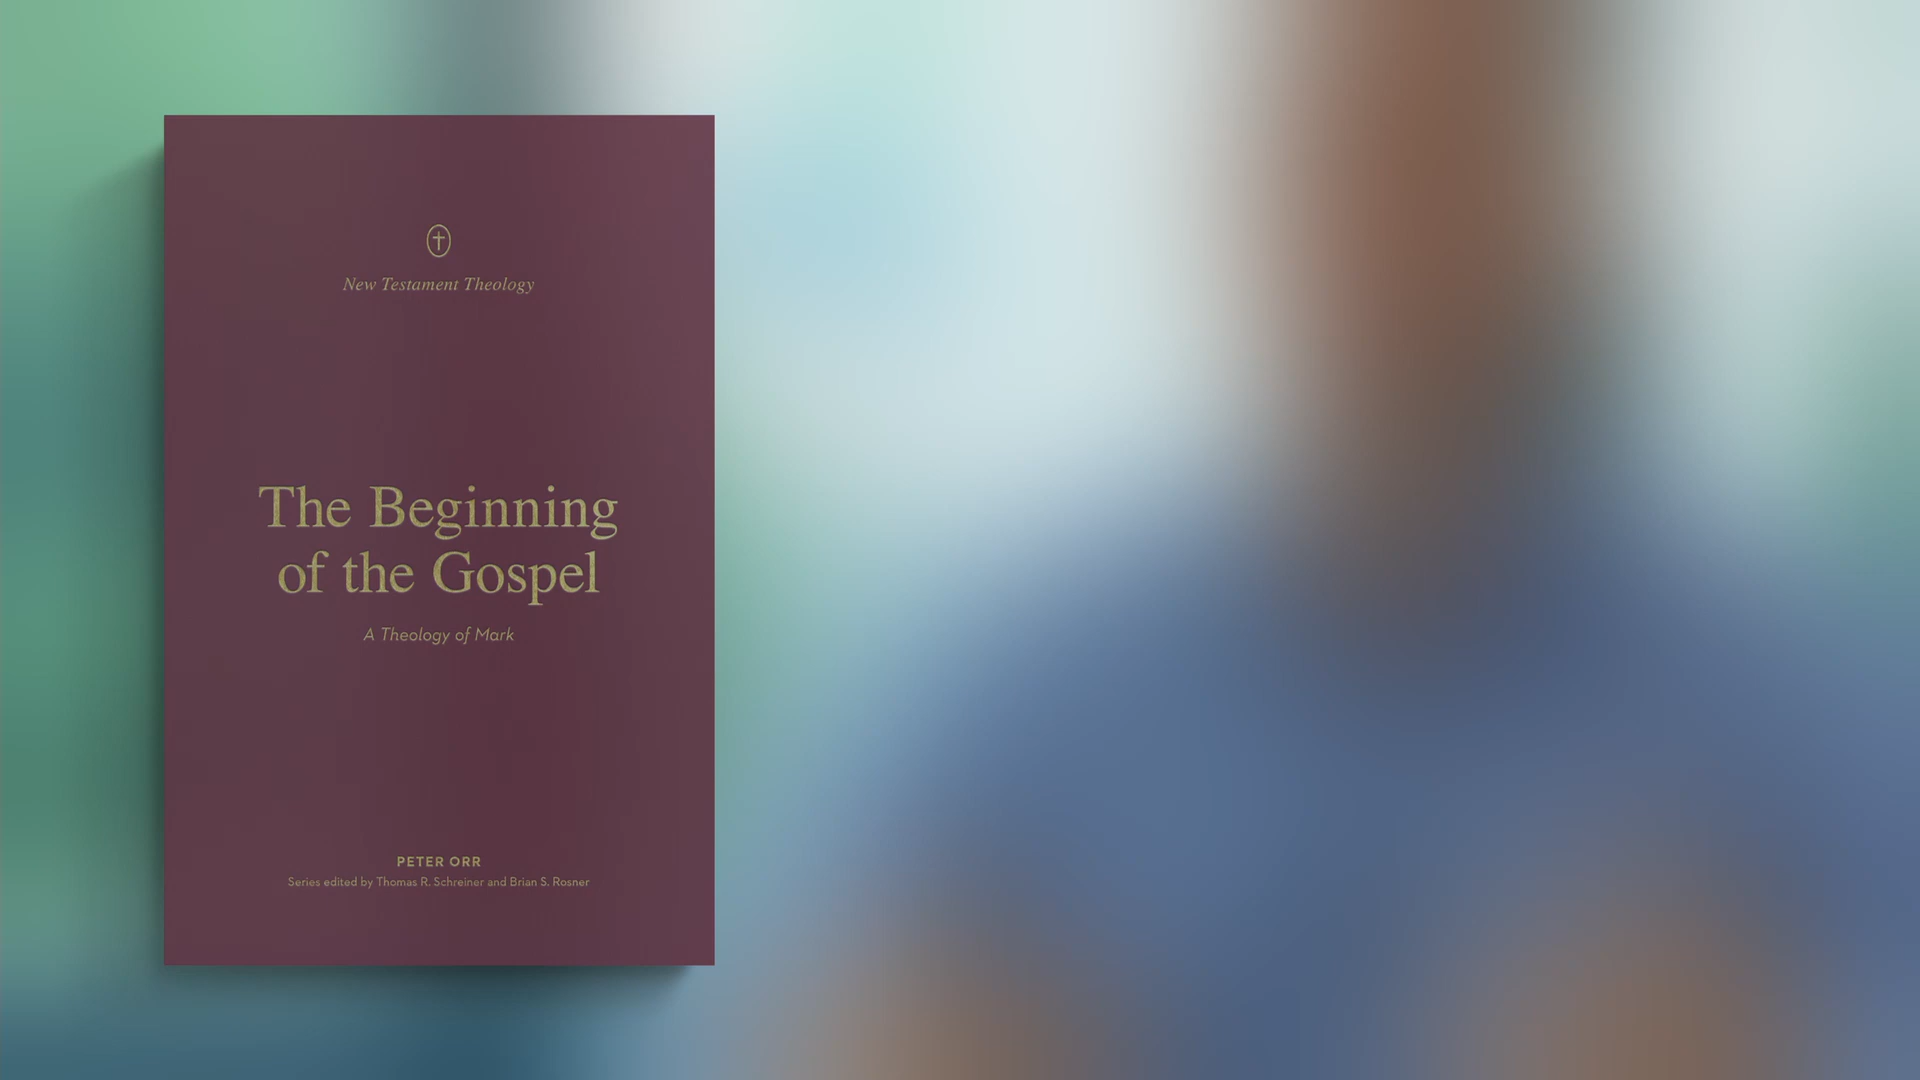 New Testament Theology
The Beginning
of the Gospel
A Theology of Mark
PETER ORR
Series edited by Thomas R. Schreiner and Brian S. Rosner